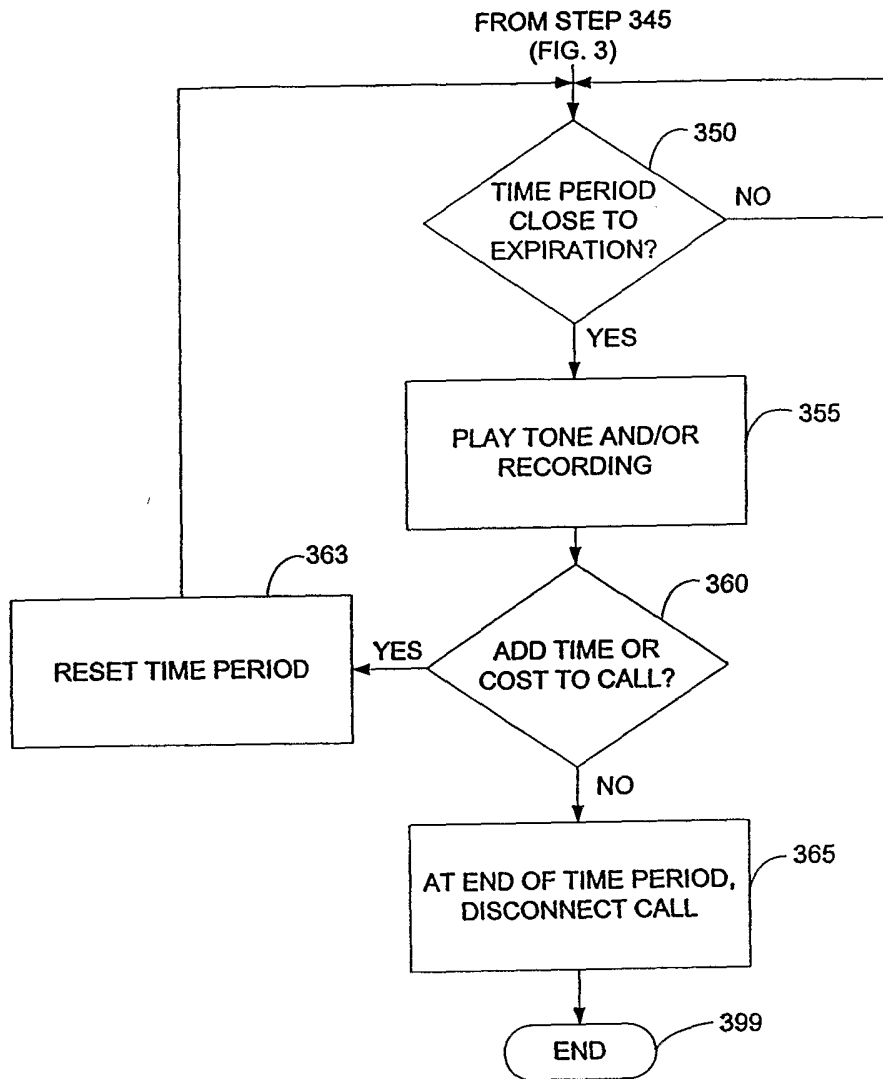 FROM STEP 345
(FIG. 3)
350
TIME PERIOD
CLOSE TO
EXPIRATION?
NO
YES
355
PLAY TONE AND/OR
RECORDING
363
360
RESET TIME PERIOD
YES
ADD TIME OR
COST TO CALL?
NO
365
AT END OF TIME PERIOD,
DISCONNECT CALL
399
END